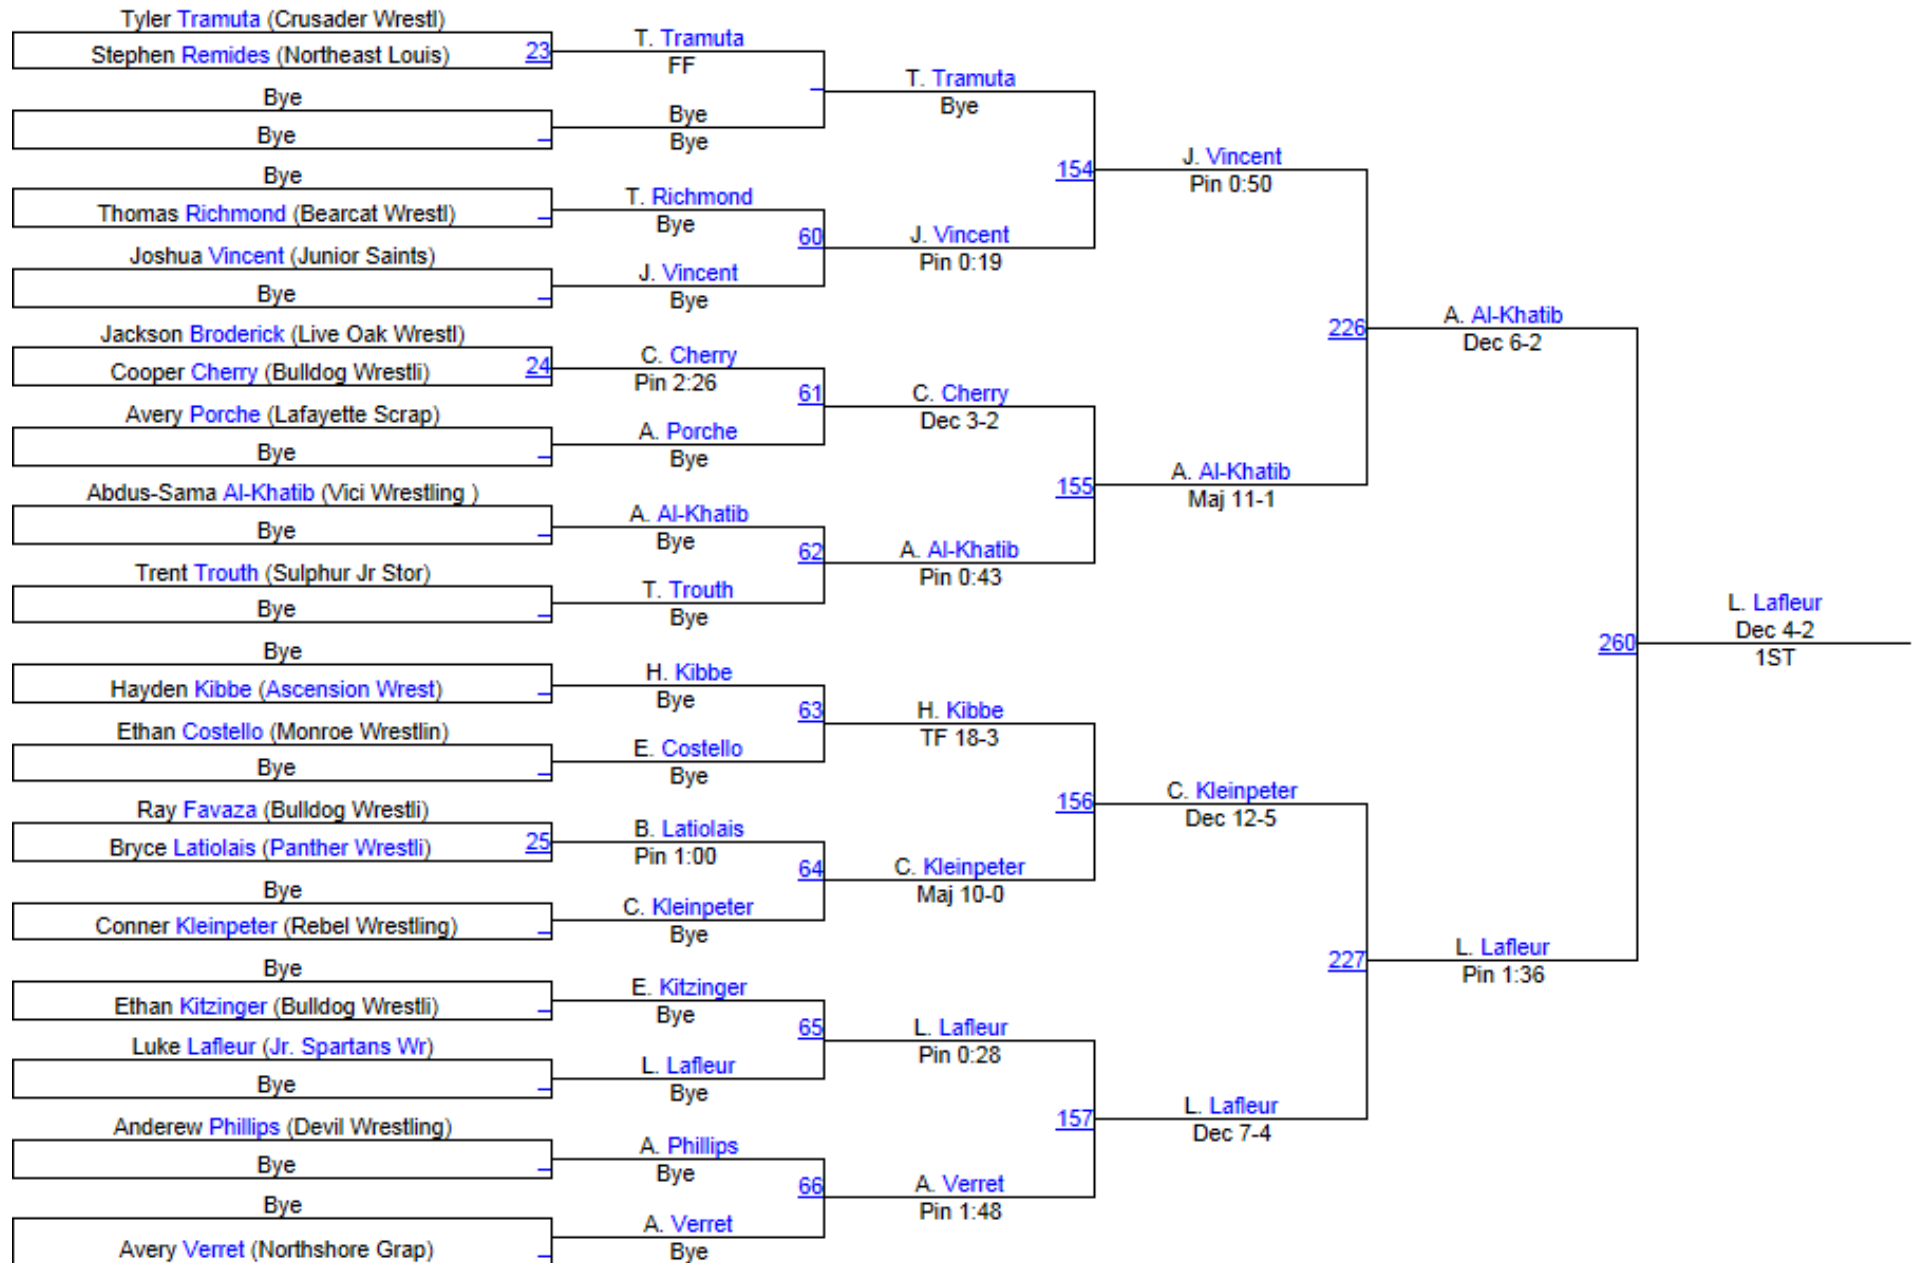 Tyler Tramuta (Crusader Wrestl)
Stephen Remides (Northeast Louis)
23
Bye
Bye
Bye
Thomas Richmond (Bearcat Wrestl)
Joshua Vincent (Junior Saints)
Bye
Jackson Broderick (Live Oak Wrestl)
Cooper Cherry (Bulldog Wrestli)
24
Avery Porche (Lafayette Scrap)
Bye
Abdus-Sama Al-Khatib (Vici Wrestling )
Bye
Trent Trouth (Sulphur Jr Stor)
Bye
Bye
Hayden Kibbe (Ascension Wrest)
Ethan Costello (Monroe Wrestlin)
Bye
Ray Favaza (Bulldog Wrestli)
Bryce Latiolais (Panther Wrestli)
25
Bye
Conner Kleinpeter (Rebel Wrestling)
Bye
Ethan Kitzinger (Bulldog Wrestli)
Luke Lafleur (Jr. Spartans Wr)
Bye
Anderew Phillips (Devil Wrestling)
Bye
Bye
Avery Verret (Northshore Grap)
T. Tramuta
FF
Bye
Bye
T. Richmond
Bye
60
J. Vincent
Bye
C. Cherry
Pin 2:26
61
A. Porche
Bye
A. Al-Khatib
Bye
62
T. Trouth
Bye
H. Kibbe
Bye
63
E. Costello
Bye
B. Latiolais
Pin 1:00
64
C. Kleinpeter
Bye
E. Kitzinger
Bye
65
L. Lafleur
Bye
A. Phillips
Bye
66
A. Verret
Bye
T. Tramuta
Bye
154
J. Vincent
Pin 0:19
C. Cherry
Dec 3-2
155
A. Al-Khatib
Pin 0:43
H. Kibbe
TF 18-3
156
C. Kleinpeter
Maj 10-0
L. Lafleur
Pin 0:28
157
A. Verret
Pin 1:48
J. Vincent
Pin 0:50
226
A. Al-Khatib
Maj 11-1
C. Kleinpeter
Dec 12-5
227
L. Lafleur
Dec 7-4
A. Al-Khatib
Dec 6-2
260
L. Lafleur
Pin 1:36
L. Lafleur
Dec 4-2
1ST